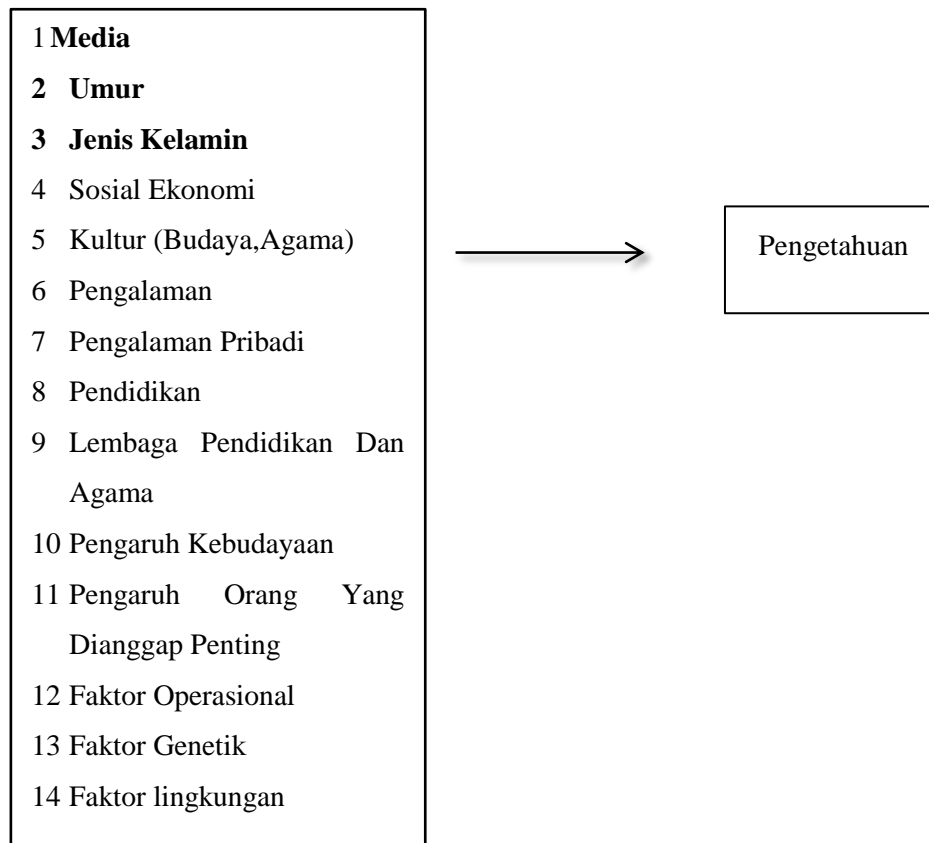 1 Media
2 Umur
3 Jenis Kelamin
4 Sosial Ekonomi
5 Kultur (Budaya,Agama)
6 Pengalaman
7 Pengalaman Pribadi
8 Pendidikan
9 Lembaga Pendidikan Dan
Agama
10 Pengaruh Kebudayaan
11 Pengaruh Orang Yang
Dianggap Penting
12 Faktor Operasional
13 Faktor Genetik
14 Faktor lingkungan
Pengetahuan